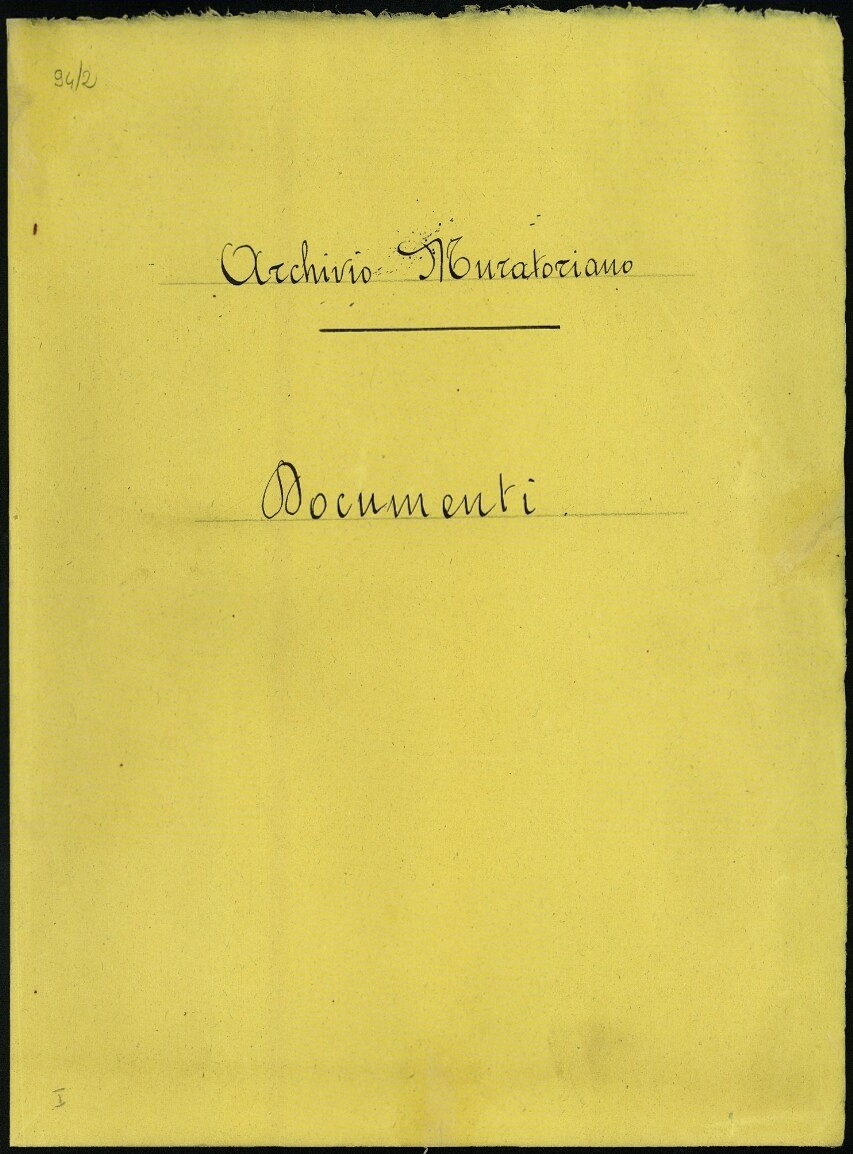 94/2
Archivio Muratoriano
Documenti.
I